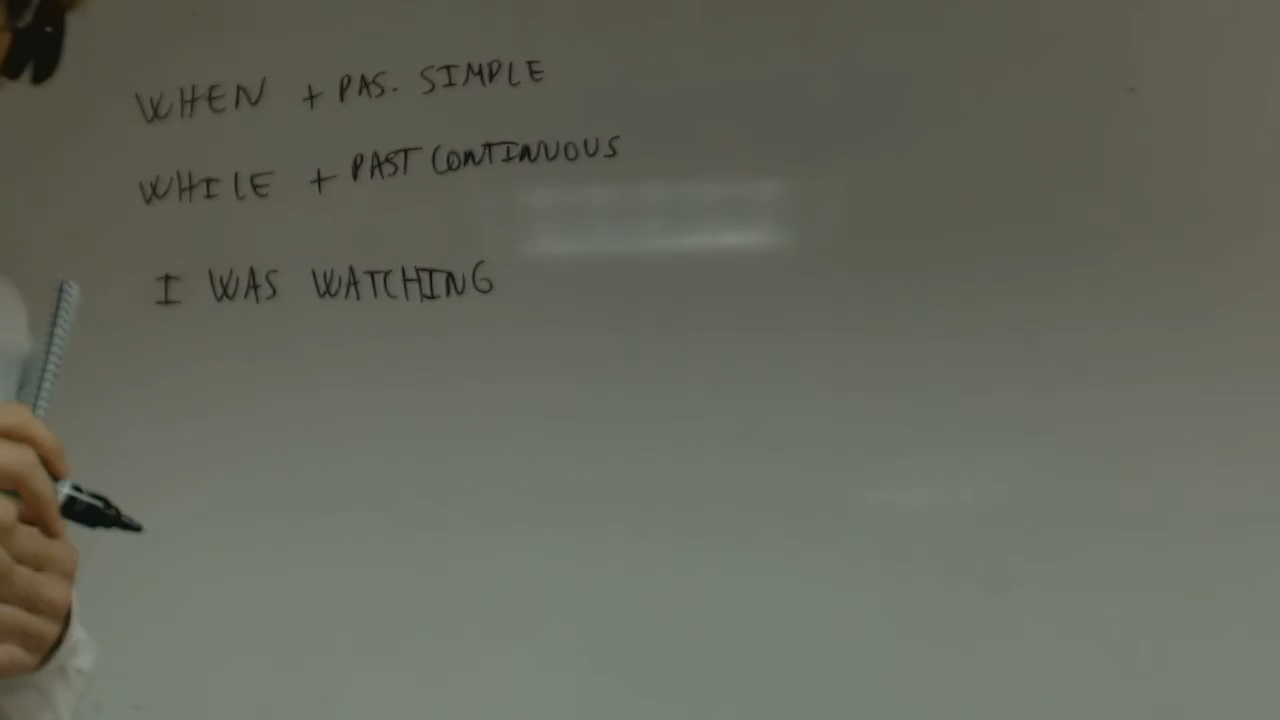 WHEN + PAS. SIMPLE
WHILE + PAST CONTINUOUS
I WAS WATCHING